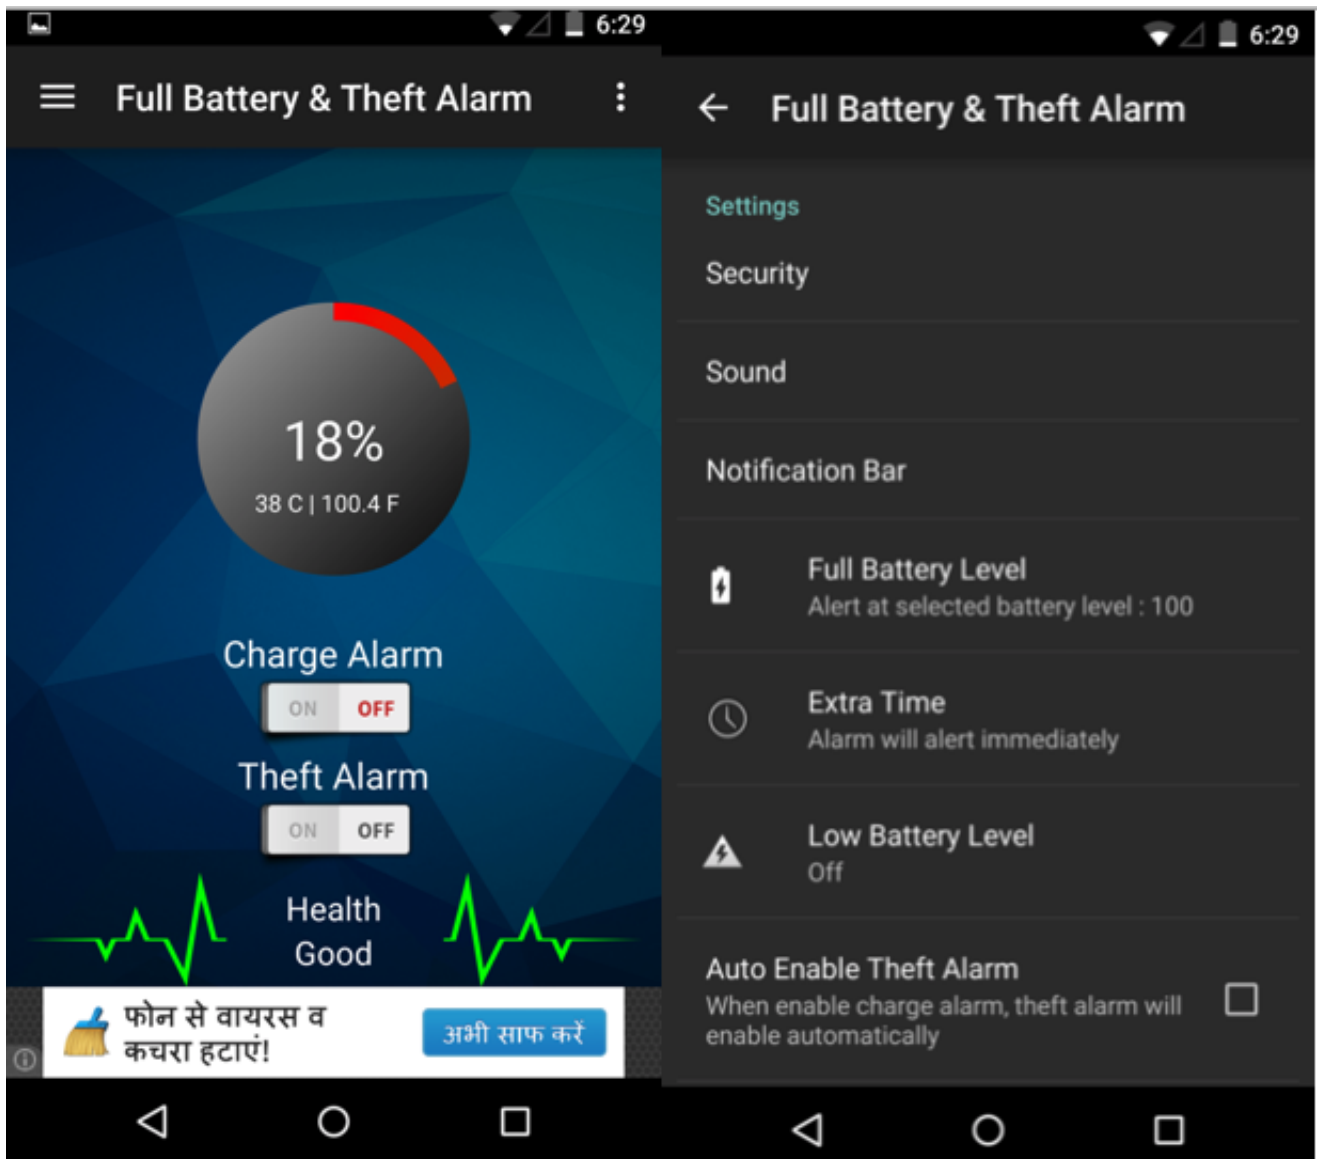 6:29
Full Battery & Theft Alarm
18%
38 C | 100.4 F
Charge Alarm
ON OFF
Theft Alarm
ON OFF
Health
Good
फोन से वायरस व
कचरा हटाएं!
अभी साफ करें
6:29
Full Battery & Theft Alarm
Settings
Security
Sound
Notification Bar
Full Battery Level
Alert at selected battery level : 100
Extra Time
Alarm will alert immediately
Low Battery Level
Off
Auto Enable Theft Alarm
When enable charge alarm, theft alarm will
enable automatically